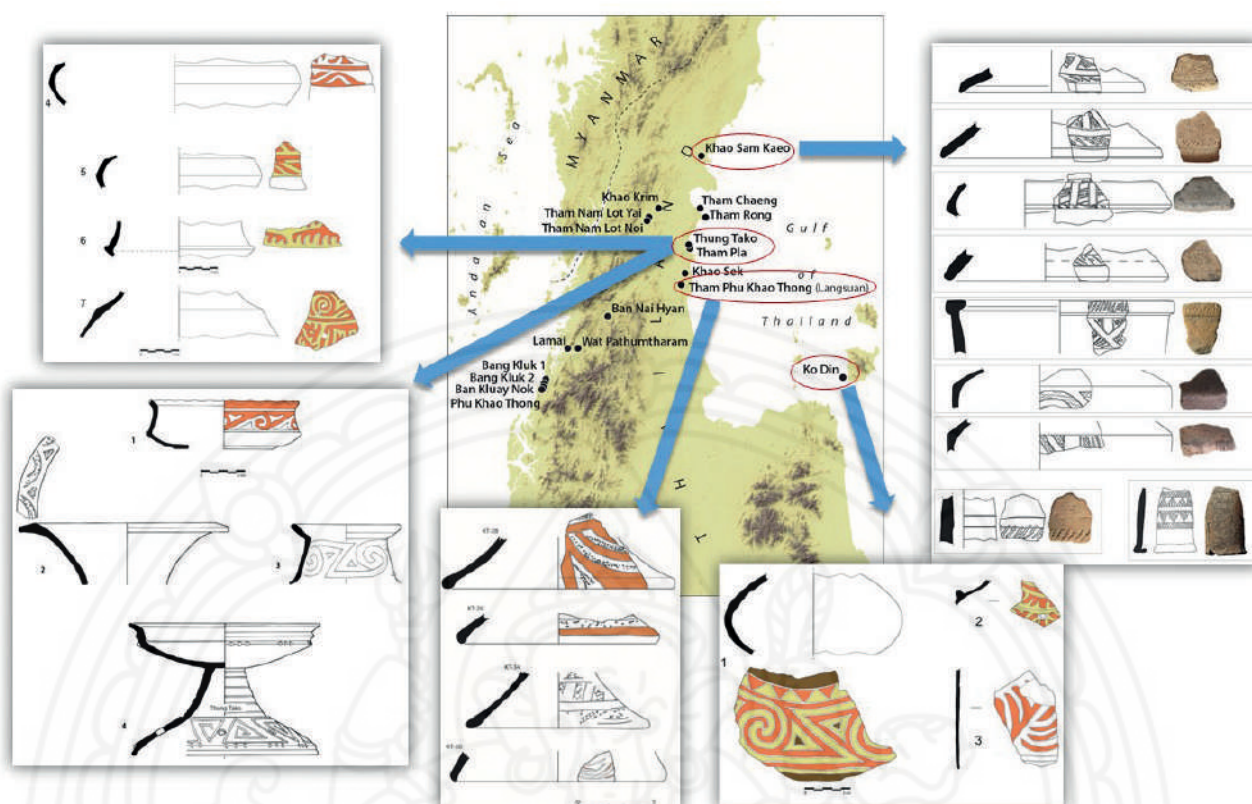 MYANMAR
Andaman Sea
Khao Sam Kaeo
Khao Krim
Tham Nam Lot Yai
Tham Nam Lot Noi
Tham Chaeng
Tham Rong
Gulf
of
Thailand
Thung Tako
Tham Pla
Khao Sek
Tham Phu Khao Thong (Langsuan)
Ban Nai Hyan
Lamai
Wat Pathumtharam
Bang Kluk 1
Bang Kluk 2
Ban Kluay Nok
Phu Khao Thong
Ko Din
4
5
6
7
1
2
3
Thung Tako
4
1
2
3